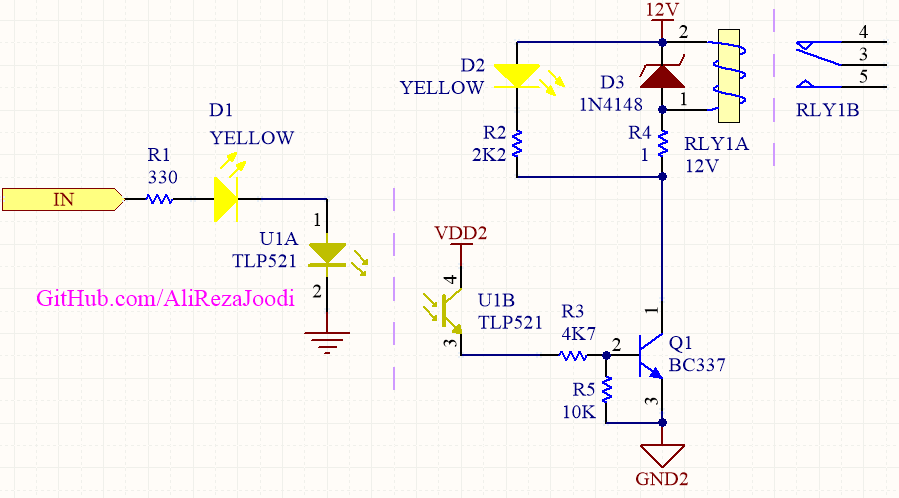 12V
2
4
3
5
RLY1B
D2
YELLOW
D3
1N4148
1
R2
2K2
R4
1
RLY1A
12V
D1
YELLOW
R1
330
IN
1
U1A
TLP521
2
GitHub.com/AliRezaJoodi
VDD2
4
U1B
TLP521
3
R3
4K7
2
1
Q1
BC337
R5
10K
3
GND2